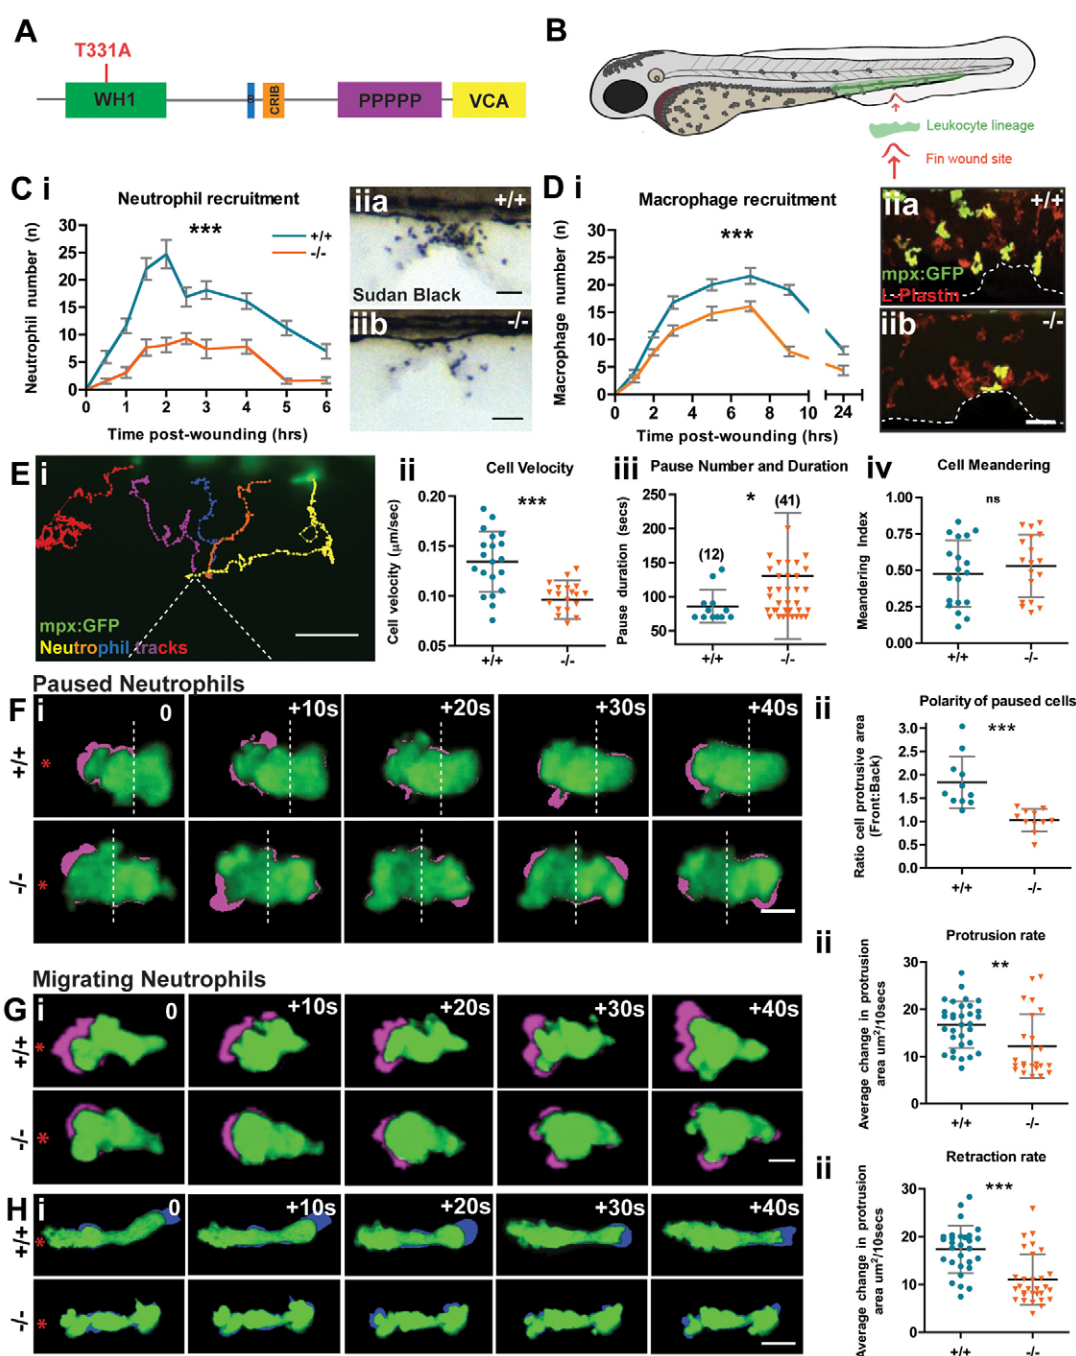 A
T331A
WH1
B
CRIB
PPPPP
VCA
B
Leukocyte lineage
Fin wound site
C i
Neutrophil recruitment
Neutrophil number (n)
30
25
20
15
10
5
0
***
+/+
-/-
0 1 2 3 4 5 6
Time post-wounding (hrs)
iia
+/+
Sudan Black
iib
-/-
D i
Macrophage recruitment
Macrophage number (n)
30
25
20
15
10
5
0
***
0 2 4 6 8 10 24
Time post-wounding (hrs)
iia
+/+
mpx:GFP
L-Plastin
iib
-/-
E i
mpx:GFP
Neutrophil tracks
ii
Cell Velocity
Cell velocity (µm/sec)
0.20
0.15
0.10
0.05
***
+/+ -/-
iii
Pause Number and Duration
Pause duration (secs)
250
200
150
100
50
*
(12)
(41)
+/+ -/-
iv
Cell Meandering
Meandering Index
1.00
0.75
0.50
0.25
0.00
ns
+/+ -/-
Paused Neutrophils
F i
0 +10s +20s +30s +40s
+/+
*
-/-
*
ii
Polarity of paused cells
Ratio cell protrusive area
(Front:Back)
3.0
2.5
2.0
1.5
1.0
0.5
0.0
***
+/+ -/-
Migrating Neutrophils
G i
0 +10s +20s +30s +40s
+/+
*
-/-
*
ii
Protrusion rate
Average change in protrusion
area um²/10secs
30
20
10
0
**
+/+ -/-
H i
0 +10s +20s +30s +40s
+/+
*
-/-
*
ii
Retraction rate
Average change in protrusion
area um²/10secs
30
20
10
0
***
+/+ -/-